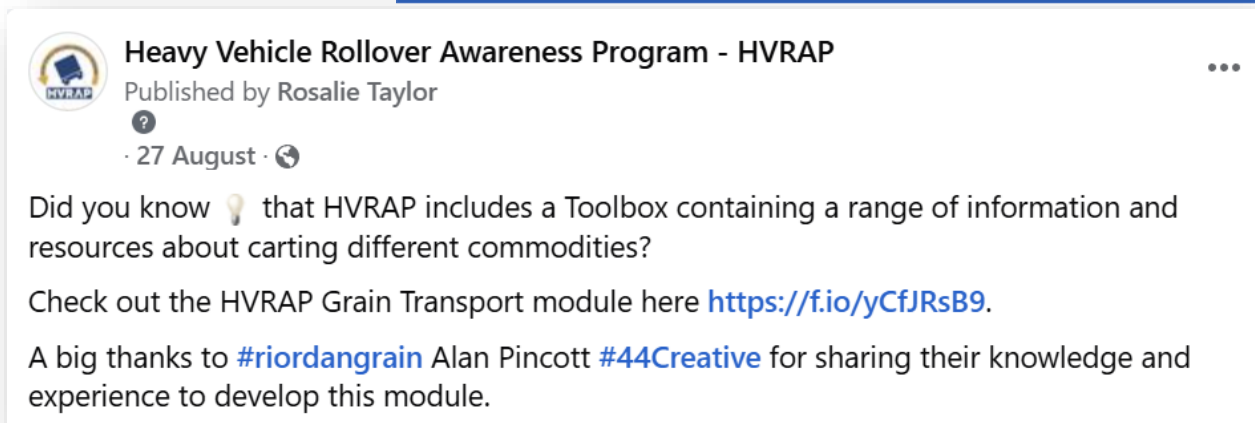 HVRAP
Heavy Vehicle Rollover Awareness Program - HVRAP
Published by Rosalie Taylor
?
· 27 August ·
Did you know 💡 that HVRAP includes a Toolbox containing a range of information and
resources about carting different commodities?
Check out the HVRAP Grain Transport module here https://f.io/yCfJRsB9.
A big thanks to #riordangrain Alan Pincott #44Creative for sharing their knowledge and
experience to develop this module.